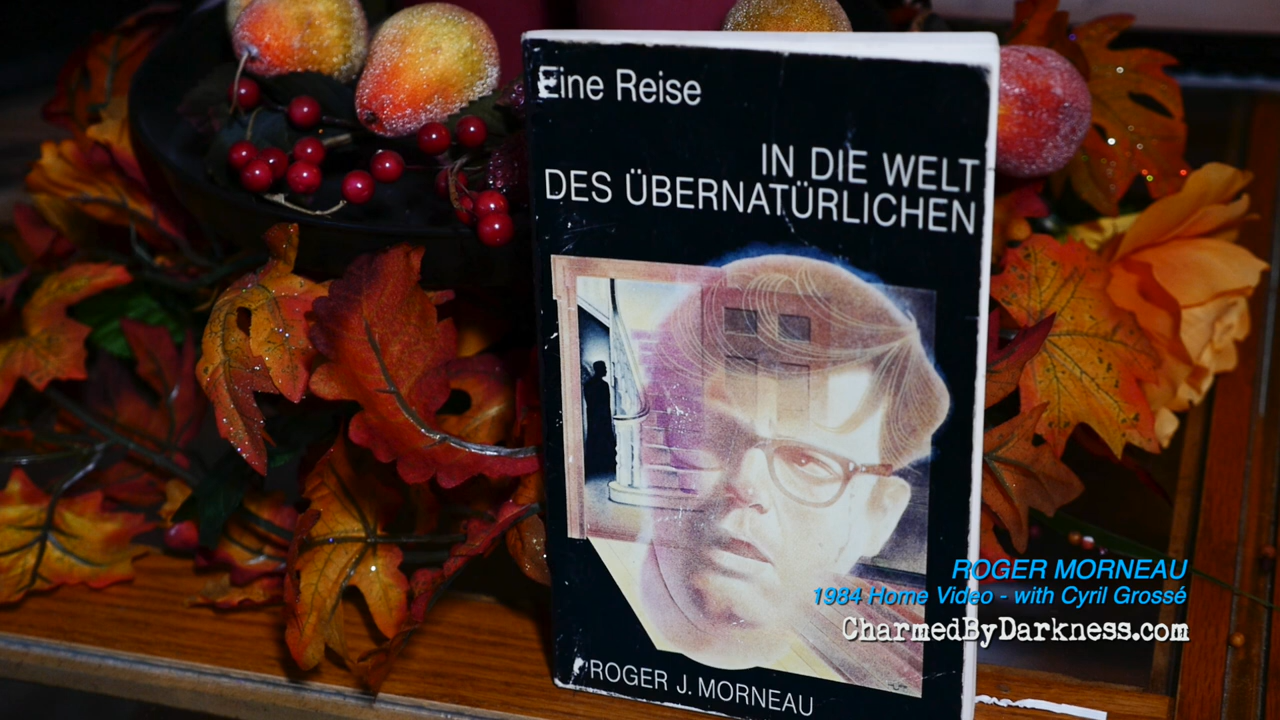 Eine Reise
IN DIE WELT
DES ÜBERNATÜRLICHEN
ROGER J. MORNEAU
ROGER MORNEAU
1984 Home Video - with Cyril Grossé
CharmedByDarkness.com